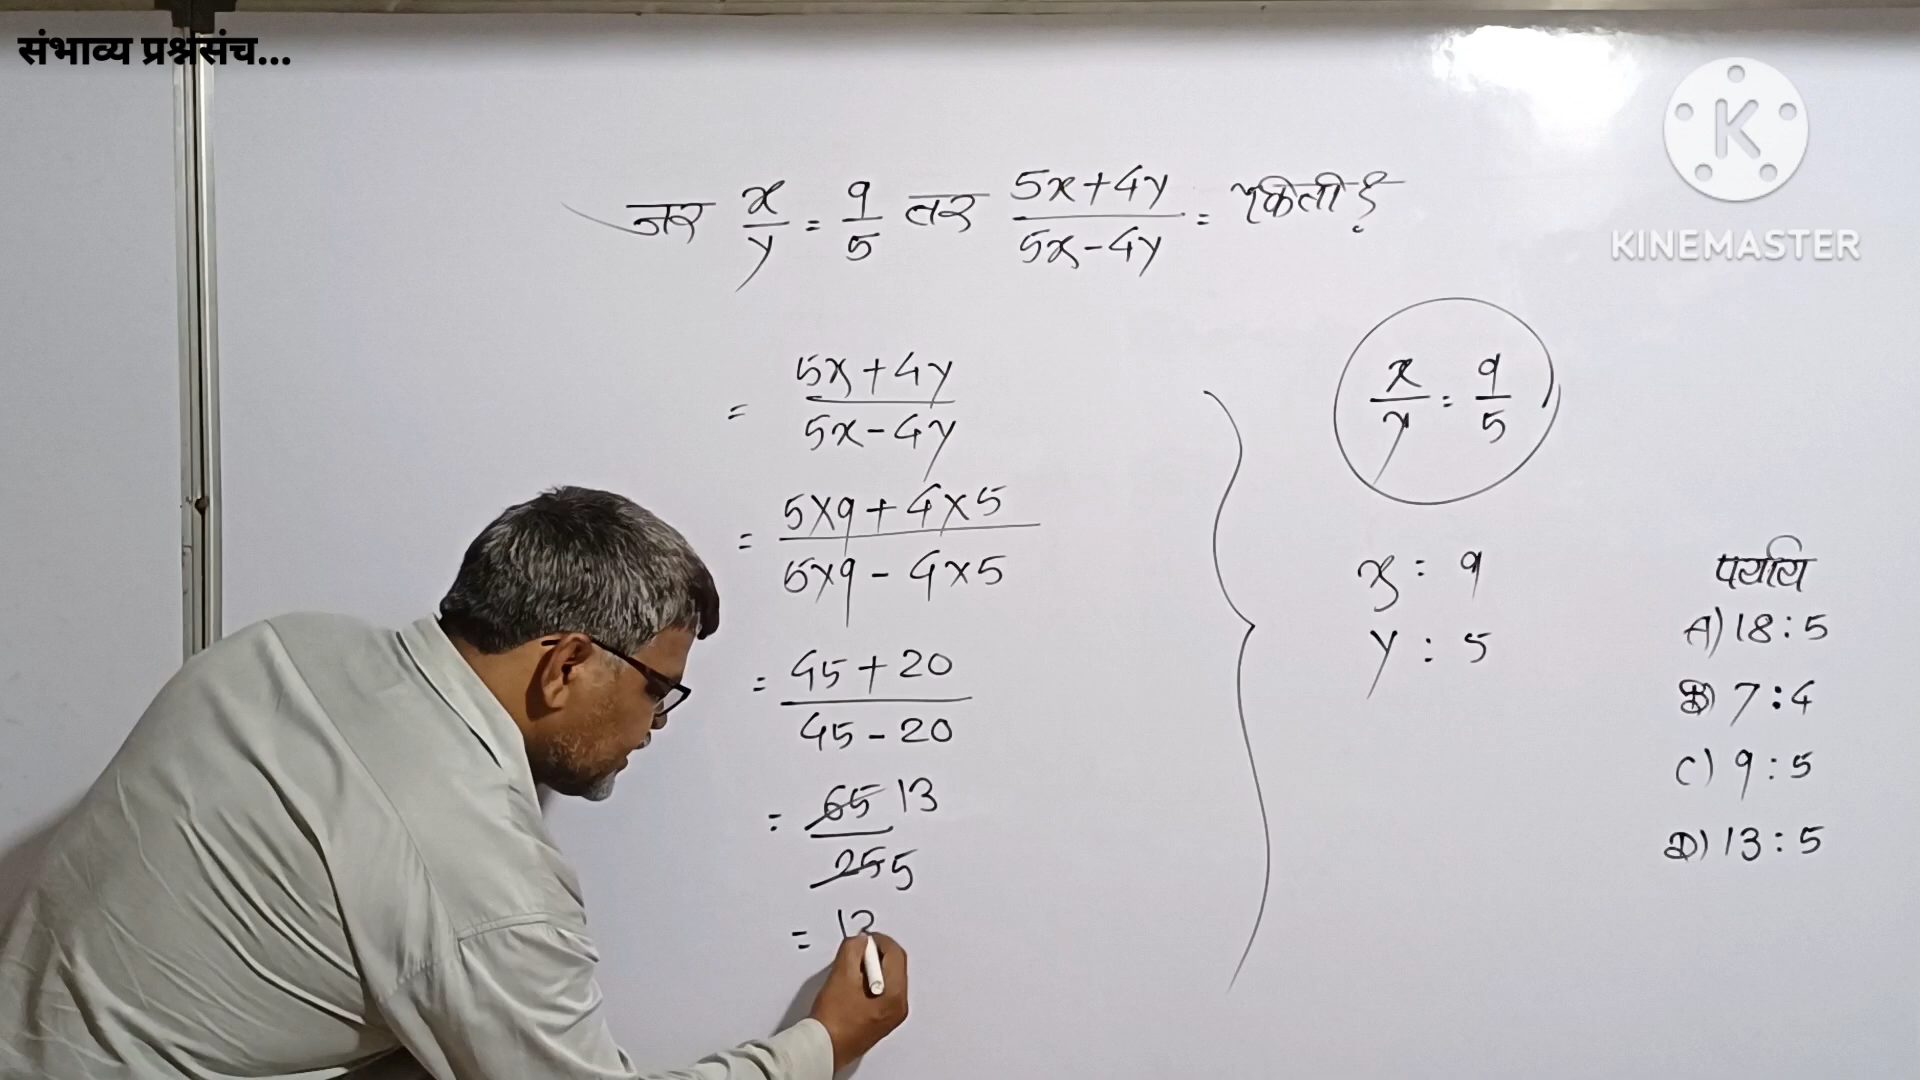 संभाव्य प्रश्नसंच...
KINEMASTER
जर x/y = 9/5 तर (5x+4y)/(5x-4y) = किती?
= (5x+4y)/(5x-4y)
= (5×9+4×5)/(5×9-4×5)
= (45+20)/(45-20)
= 65/25 13/5
= 13
x/y = 9/5
x : 9
y : 5
पर्याय
A) 18:5
B) 7:4
C) 9:5
D) 13:5